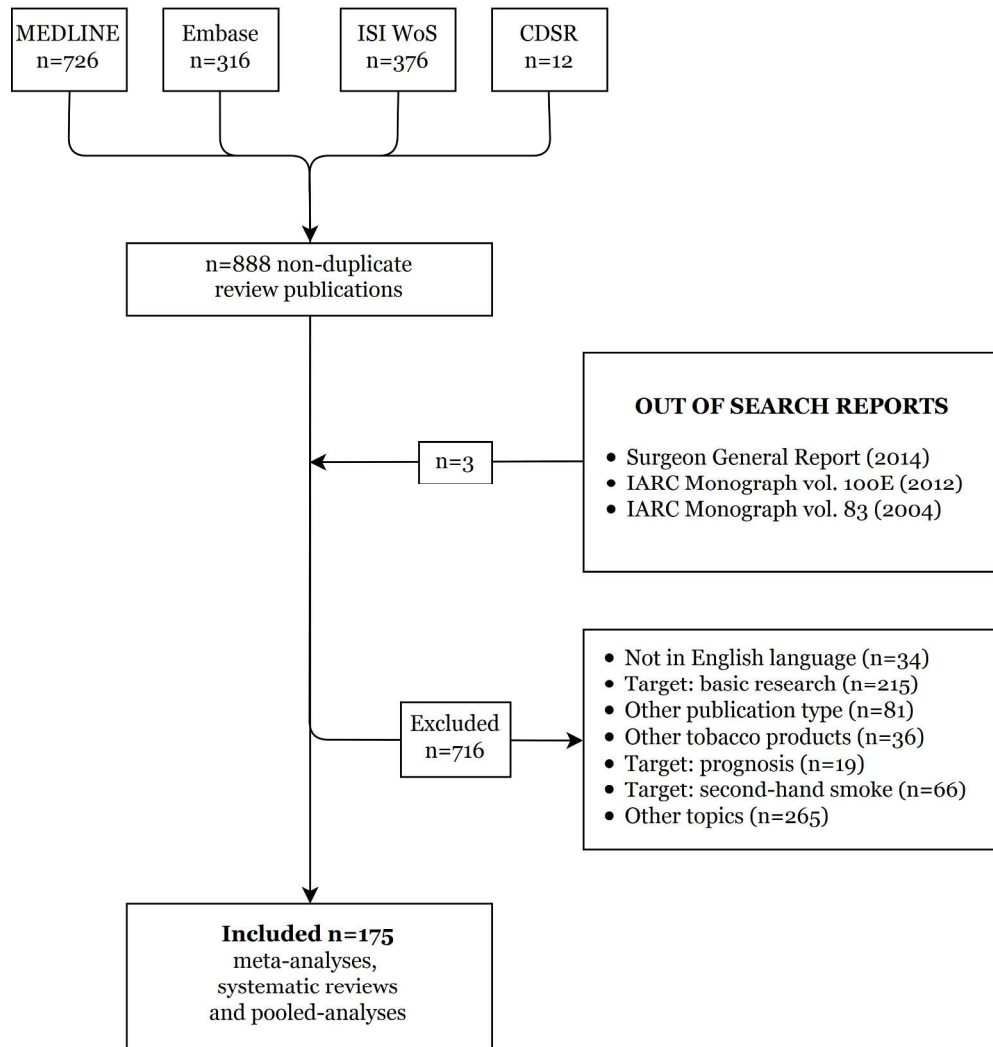 MEDLINE
n=726
Embase
n=316
ISI WoS
n=376
CDSR
n=12
n=888 non-duplicate
review publications
OUT OF SEARCH REPORTS
• Surgeon General Report (2014)
• IARC Monograph vol. 100E (2012)
• IARC Monograph vol. 83 (2004)
n=3
• Not in English language (n=34)
• Target: basic research (n=215)
• Other publication type (n=81)
• Other tobacco products (n=36)
• Target: prognosis (n=19)
• Target: second-hand smoke (n=66)
• Other topics (n=265)
Excluded
n=716
Included n=175
meta-analyses,
systematic reviews
and pooled-analyses